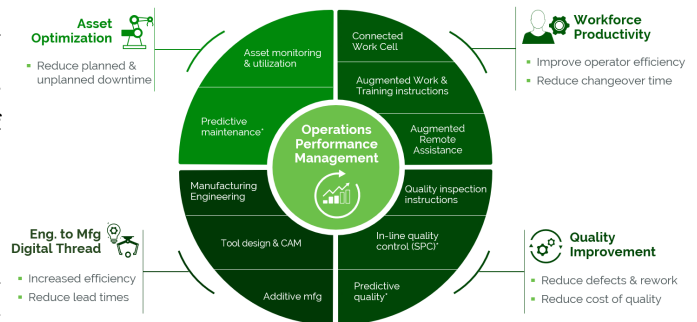 Asset
Optimization
Reduce planned &
unplanned downtime
Asset monitoring
& utilization
Predictive
maintenance*
Connected
Work Cell
Augmented Work &
Training instructions
Augmented
Remote
Assistance
Workforce
Productivity
Improve operator efficiency
Reduce changeover time
Operations
Performance
Management
Eng. to Mfg
Digital Thread
Increased efficiency
Reduce lead times
Manufacturing
Engineering
Tool design & CAM
Additive mfg
Quality inspection
instructions
In-line quality
control (SPC)*
Predictive
quality*
Quality
Improvement
Reduce defects & rework
Reduce cost of quality